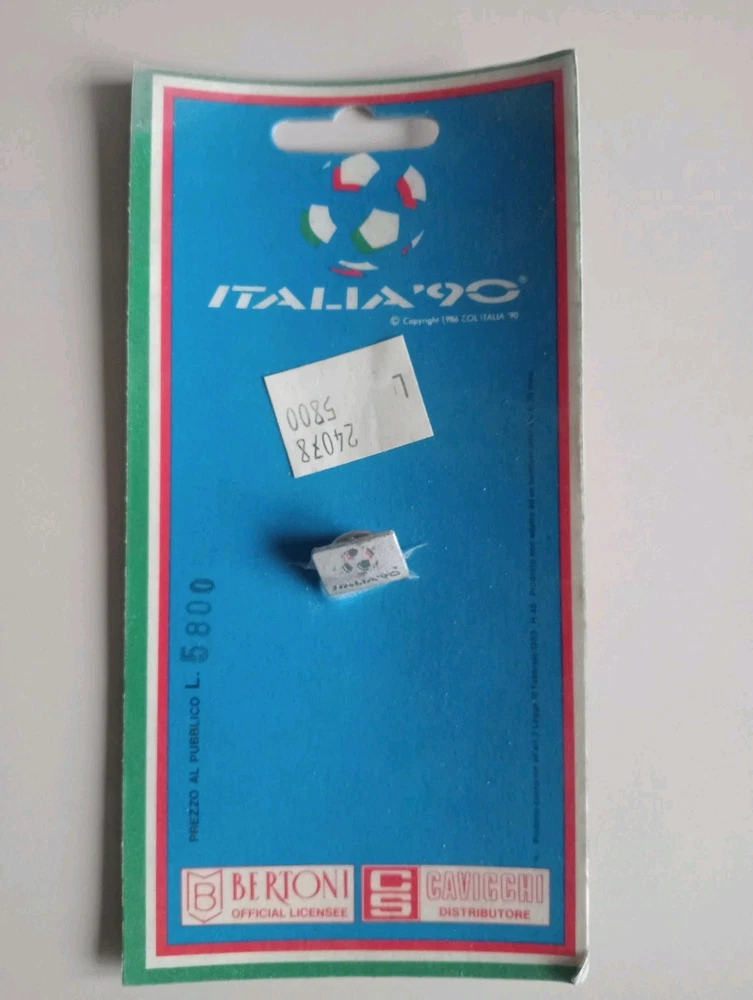 ITALIA '90®
© Copyright 1986 COL ITALIA '90
L
5800
24078
ITALIA'90
PREZZO AL PUBBLICO L. 5800
BERTONI
OFFICIAL LICENSEE
CS
CAVICCHI
DISTRIBUTORE